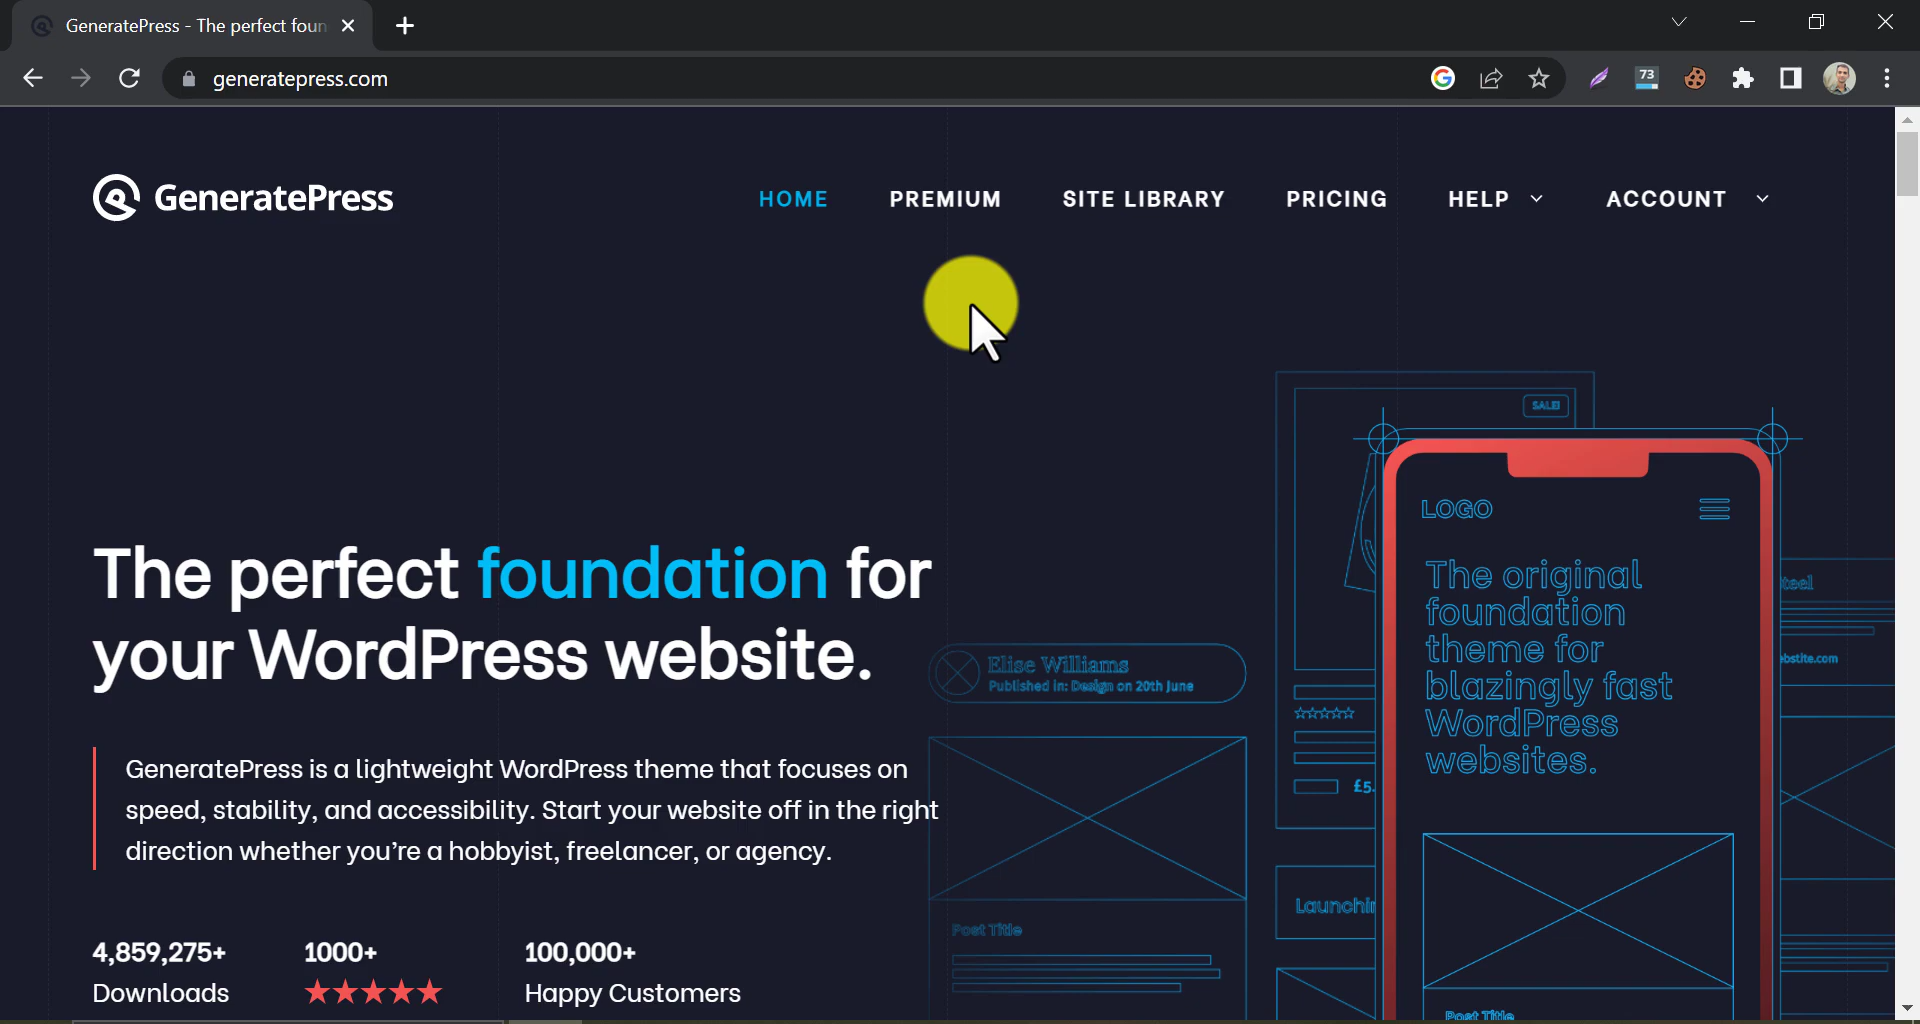 GeneratePress - The perfect foun
generatepress.com
73
GeneratePress
HOME
PREMIUM
SITE LIBRARY
PRICING
HELP
ACCOUNT
SALE!
LOGO
The original
foundation
theme for
blazingly fast
WordPress
websites.
The perfect foundation for
your WordPress website.
Elise Williams
Published in: Design on 20th June
ebstite.com
£5.
GeneratePress is a lightweight WordPress theme that focuses on
speed, stability, and accessibility. Start your website off in the right
direction whether you're a hobbyist, freelancer, or agency.
Launchin
Post Title
4,859,275+
Downloads
1000+
100,000+
Happy Customers
Post Title